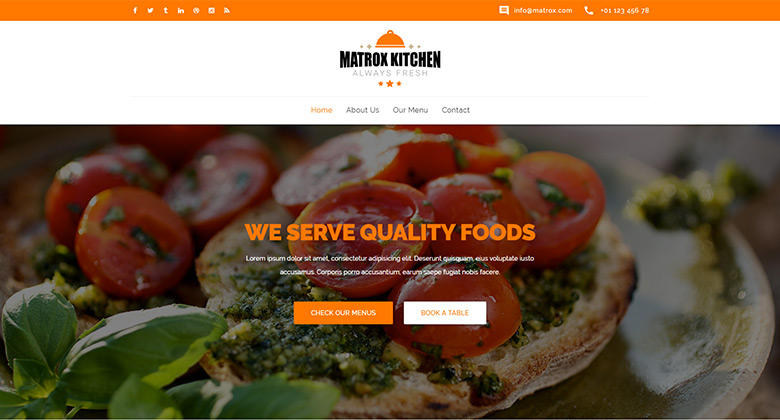 info@matrox.com +01 123 456 78
MATROX KITCHEN
ALWAYS FRESH
Home About Us Our Menu Contact
WE SERVE QUALITY FOODS
Lorem ipsum dolor sit amet, consectetur adipisicing elit. Deserunt quisquam, eius voluptate iusto
accusamus. Corporis porro accusantium, earum saepe fugiat nobis facere.
CHECK OUR MENUS BOOK A TABLE